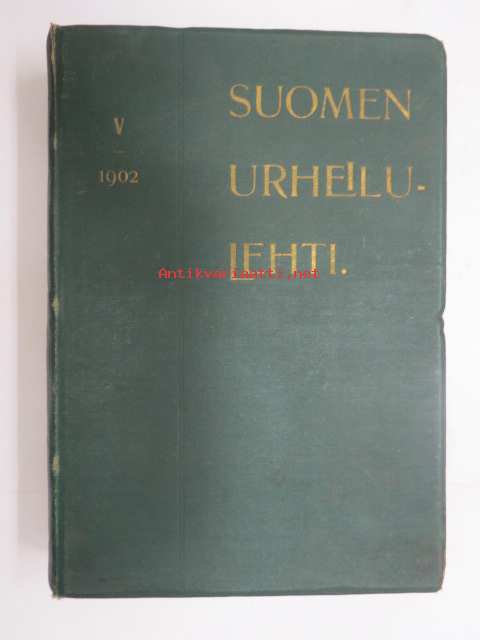 V
1902
SUOMEN
URHEILU-
LEHTI.
Antikvariaatti.net